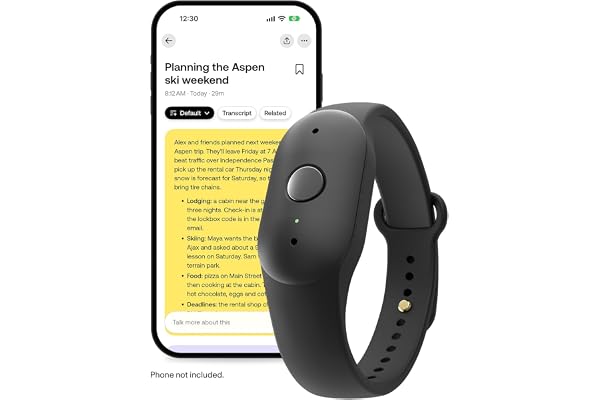 12:30
Planning the Aspen
ski weekend
8:12 AM · Today · 29m
Default
Transcript
Related
Alex and friends planned next weeke
Aspen trip. They'll leave Friday at 7 A
beat traffic over Independence Pas
pick up the rental car Thursday nigh
snow is forecast for Saturday, so
bring tire chains.
• Lodging: a cabin near the g
three nights. Check-in is at
the lockbox code is in the
email.
• Skiing: Maya wants the b
Ajax and asked about a
lesson on Saturday. Sam
terrain park.
• Food: pizza on Main Street
then cooking at the cabin.
hot chocolate, eggs and cof
• Deadlines: the rental shop
Talk more about this
Phone not included.